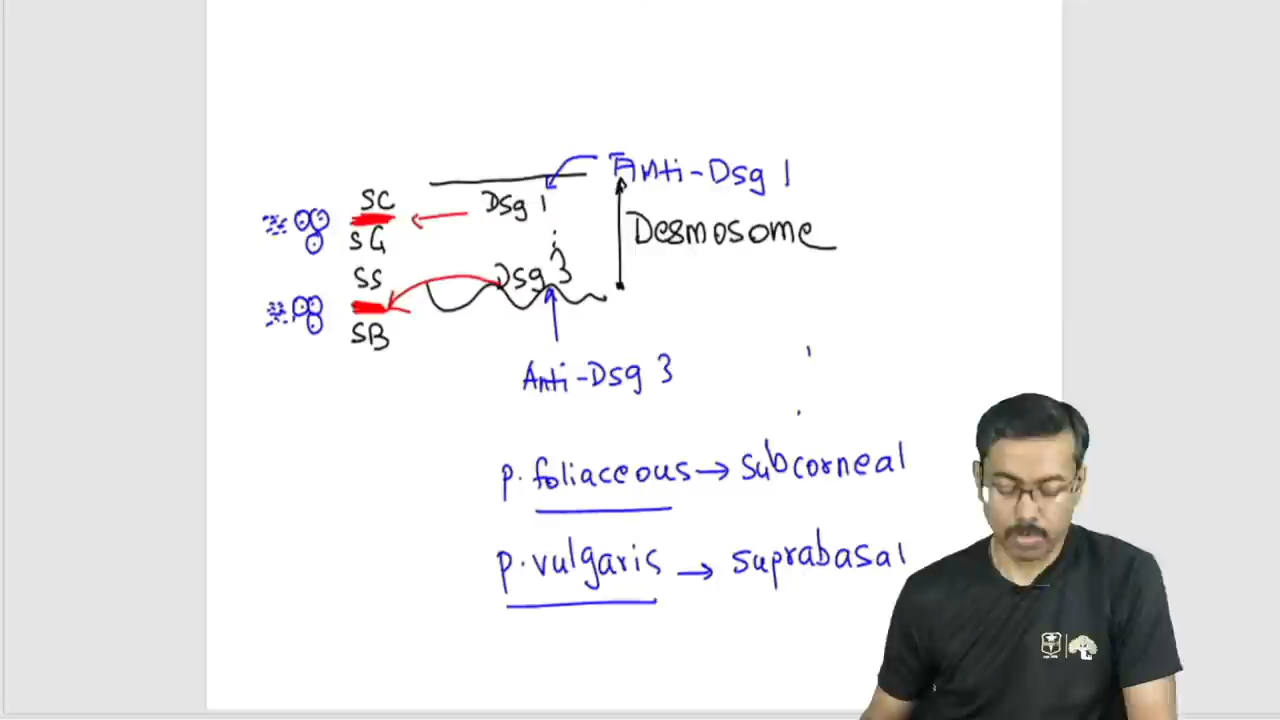 Anti-Dsg 1
SC
Dsg 1
SG
Desmosome
SS
Dsg 3
SB
Anti-Dsg 3
p. foliaceous → subcorneal
p. vulgaris → suprabasal